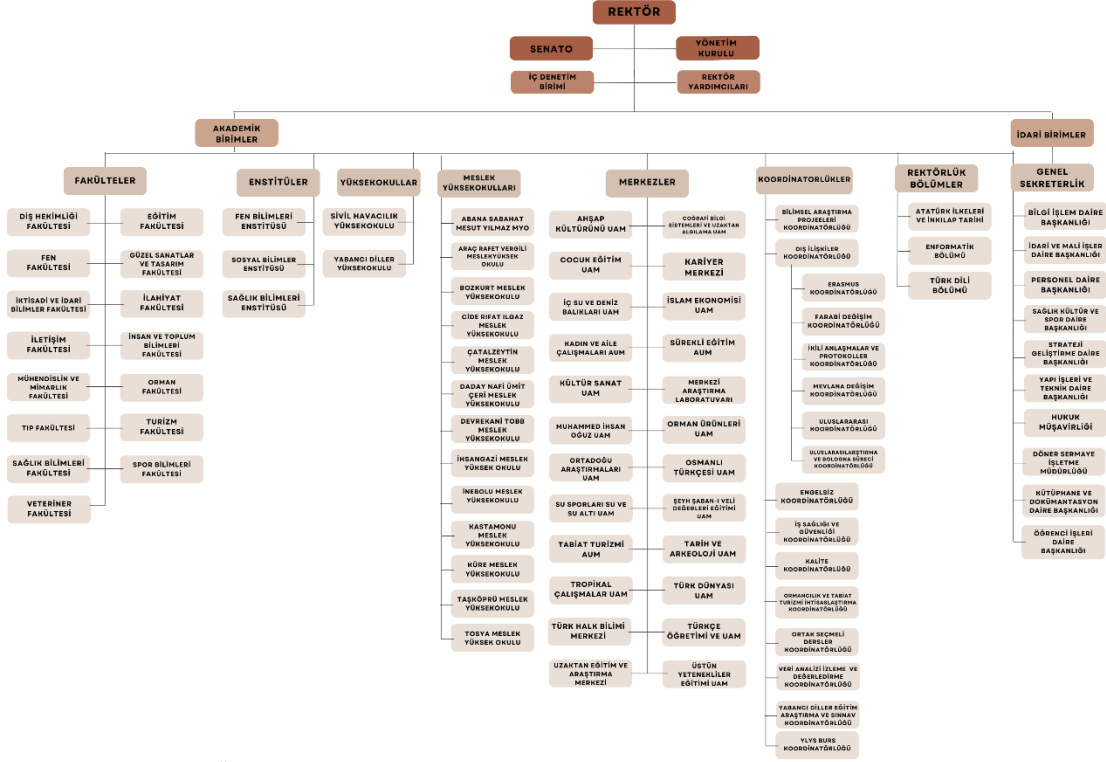 REKTÖR
SENATO
YÖNETİM
KURULU
İÇ DENETİM
BİRİMİ
REKTÖR
YARDIMCILARI
AKADEMİK
BİRİMLER
İDARİ BİRİMLER
FAKÜLTELER
DİŞ HEKİMLİĞİ
FAKÜLTESİ
EĞİTİM
FAKÜLTESİ
FEN
FAKÜLTESİ
GÜZEL SANATLAR
VE TASARIM
FAKÜLTESİ
İKTİSADİ VE İDARİ
BİLİMLER FAKÜLTESİ
İLAHİYAT
FAKÜLTESİ
İLETİŞİM
FAKÜLTESİ
İNSAN VE TOPLUM
BİLİMLERİ
FAKÜLTESİ
MÜHENDİSLİK VE
MİMARLIK
FAKÜLTESİ
ORMAN
FAKÜLTESİ
TIP FAKÜLTESİ
TURİZM
FAKÜLTESİ
SAĞLIK BİLİMLERİ
FAKÜLTESİ
SPOR BİLİMLERİ
FAKÜLTESİ
VETERİNER
FAKÜLTESİ
ENSTİTÜLER
FEN BİLİMLERİ
ENSTİTÜSÜ
SOSYAL BİLİMLER
ENSTİTÜSÜ
SAĞLIK BİLİMLERİ
ENSTİTÜSÜ
YÜKSEKOKULLAR
SİVİL HAVACILIK
YÜKSEKOKULU
YABANCI DİLLER
YÜKSEKOKULU
MESLEK
YÜKSEKOKULLARI
ABANA SABAHAT
MESUT YILMAZ MYO
ARAÇ RAFET VERGİLİ
MESLEKYÜKSEK
OKULU
BOZKURT MESLEK
YÜKSEKOKULU
CİDE RIFAT ILGAZ
MESLEK
YÜKSEKOKULU
ÇATALZEYTİN
MESLEK
YÜKSEKOKULU
DADAY NAFİ ÜMİT
ÇERİ MESLEK
YÜKSEKOKULU
DEVREKANİ TOBB
MESLEK
YÜKSEKOKULU
İHSANGAZİ MESLEK
YÜKSEK OKULU
İNEBOLU MESLEK
YÜKSEKOKULU
KASTAMONU
MESLEK
YÜKSEKOKULU
KÜRE MESLEK
YÜKSEKOKULU
TAŞKÖPRÜ MESLEK
YÜKSEKOKULU
TOSYA MESLEK
YÜKSEK OKULU
MERKEZLER
AHŞAP
KÜLTÜRÜNÜ UAM
COĞRAFİ BİLGİ
SİSTEMLERİ VE UZAKTAN
ALGILAMA UAM
ÇOCUK EĞİTİM
UAM
KARİYER
MERKEZİ
İÇ SU VE DENİZ
BALIKLARI UAM
İSLAM EKONOMİSİ
UAM
KADIN VE AİLE
ÇALIŞMALARI AUM
SÜREKLİ EĞİTİM
AUM
KÜLTÜR SANAT
UAM
MERKEZİ
ARAŞTIRMA
LABORATUVARI
MUHAMMED İHSAN
OĞUZ UAM
ORMAN ÜRÜNLERİ
UAM
ORTADOĞU
ARAŞTIRMALARI
UAM
OSMANLI
TÜRKÇESİ UAM
SU SPORLARI SU VE
SU ALTI UAM
ŞEYH ŞABAN-I VELİ
DEĞERLERİ EĞİTİMİ
UAM
TABİAT TURİZMİ
AUM
TARİH VE
ARKEOLOJİ UAM
TROPİKAL
ÇALIŞMALAR UAM
TÜRK DÜNYASI
UAM
TÜRK HALK BİLİMİ
MERKEZİ
TÜRKÇE
ÖĞRETİMİ VE UAM
UZAKTAN EĞİTİM VE
ARAŞTIRMA
MERKEZİ
ÜSTÜN
YETENEKLİLER
EĞİTİMİ UAM
KOORDİNATORLÜKLER
BİLİMSEL ARAŞTIRMA
PROJELERİ
KOORDİNATÖRLÜĞÜ
DIŞ İLİŞKİLER
KOORDİNATÖRLÜĞÜ
ERASMUS
KOORDİNATÖRLÜĞÜ
FARABİ DEĞİŞİM
KOORDİNATÖRLÜĞÜ
İKİLİ ANLAŞMALAR VE
PROTOKOLLER
KOORDİNATÖRLÜĞÜ
MEVLANA DEĞİŞİM
KOORDİNATÖRLÜĞÜ
ULUSLARARASI
KOORDİNATÖRLÜĞÜ
ULUSLARASILAŞTIRMA
VE BOLOGNA SÜRECİ
KOORDİNATÖRLÜĞÜ
ENGELSİZ
KOORDİNATÖRLÜĞÜ
İŞ SAĞLIĞI VE
GÜVENLİĞİ
KOORDİNATÖRLÜĞÜ
KALİTE
KOORDİNATÖRLÜĞÜ
ORMANCILIK VE TABİAT
TURİZMİ İHTİSASLAŞTIRMA
KOORDİNATÖRLÜĞÜ
ORTAK SEÇMELİ
DERSLER
KOORDİNATÖRLÜĞÜ
VERİ ANALİZİ İZLEME VE
DEĞERLEDİRME
KOORDİNATÖRLÜĞÜ
YABANCI DİLLER EĞİTİM
ARAŞTIRMA VE SINAV
KOORDİNATÖRLÜĞÜ
YLYS BURS
KOORDİNATÖRLÜĞÜ
REKTÖRLÜK
BÖLÜMLER
ATATÜRK İLKELERİ
VE İNKILAP TARİHİ
ENFORMATİK
BÖLÜMÜ
TÜRK DİLİ
BÖLÜMÜ
GENEL
SEKRETERLİK
BİLGİ İŞLEM DAİRE
BAŞKANLIĞI
İDARİ VE MALİ İŞLER
DAİRE BAŞKANLIĞI
PERSONEL DAİRE
BAŞKANLIĞI
SAĞLIK KÜLTÜR VE
SPOR DAİRE
BAŞKANLIĞI
STRATEJİ
GELİŞTİRME DAİRE
BAŞKANLIĞI
YAPI İŞLERİ VE
TEKNİK DAİRE
BAŞKANLIĞI
HUKUK
MÜŞAVİRLİĞİ
DÖNER SERMAYE
İŞLETME
MÜDÜRLÜĞÜ
KÜTÜPHANE VE
DOKÜMANTASYON
DAİRE BAŞKANLIĞI
ÖĞRENCİ İŞLERİ
DAİRE
BAŞKANLIĞI